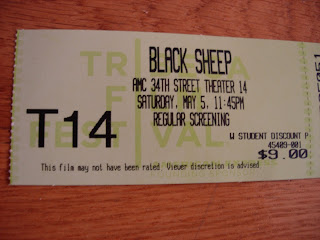 BLACK SHEEP
AMC 34TH STREET THEATER 14
SATURDAY, MAY 5, 11:45PM
REGULAR SCREENING
T14
FESTIVAL
W STUDENT DISCOUNT P
45409-001
$9.00
This film may not have been rated. Viewer discretion is advised.